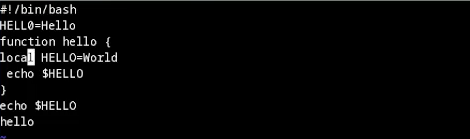 #!/bin/bash
HELLO=Hello
function hello {
local HELLO=World
 echo $HELLO
}
echo $HELLO
hello
~